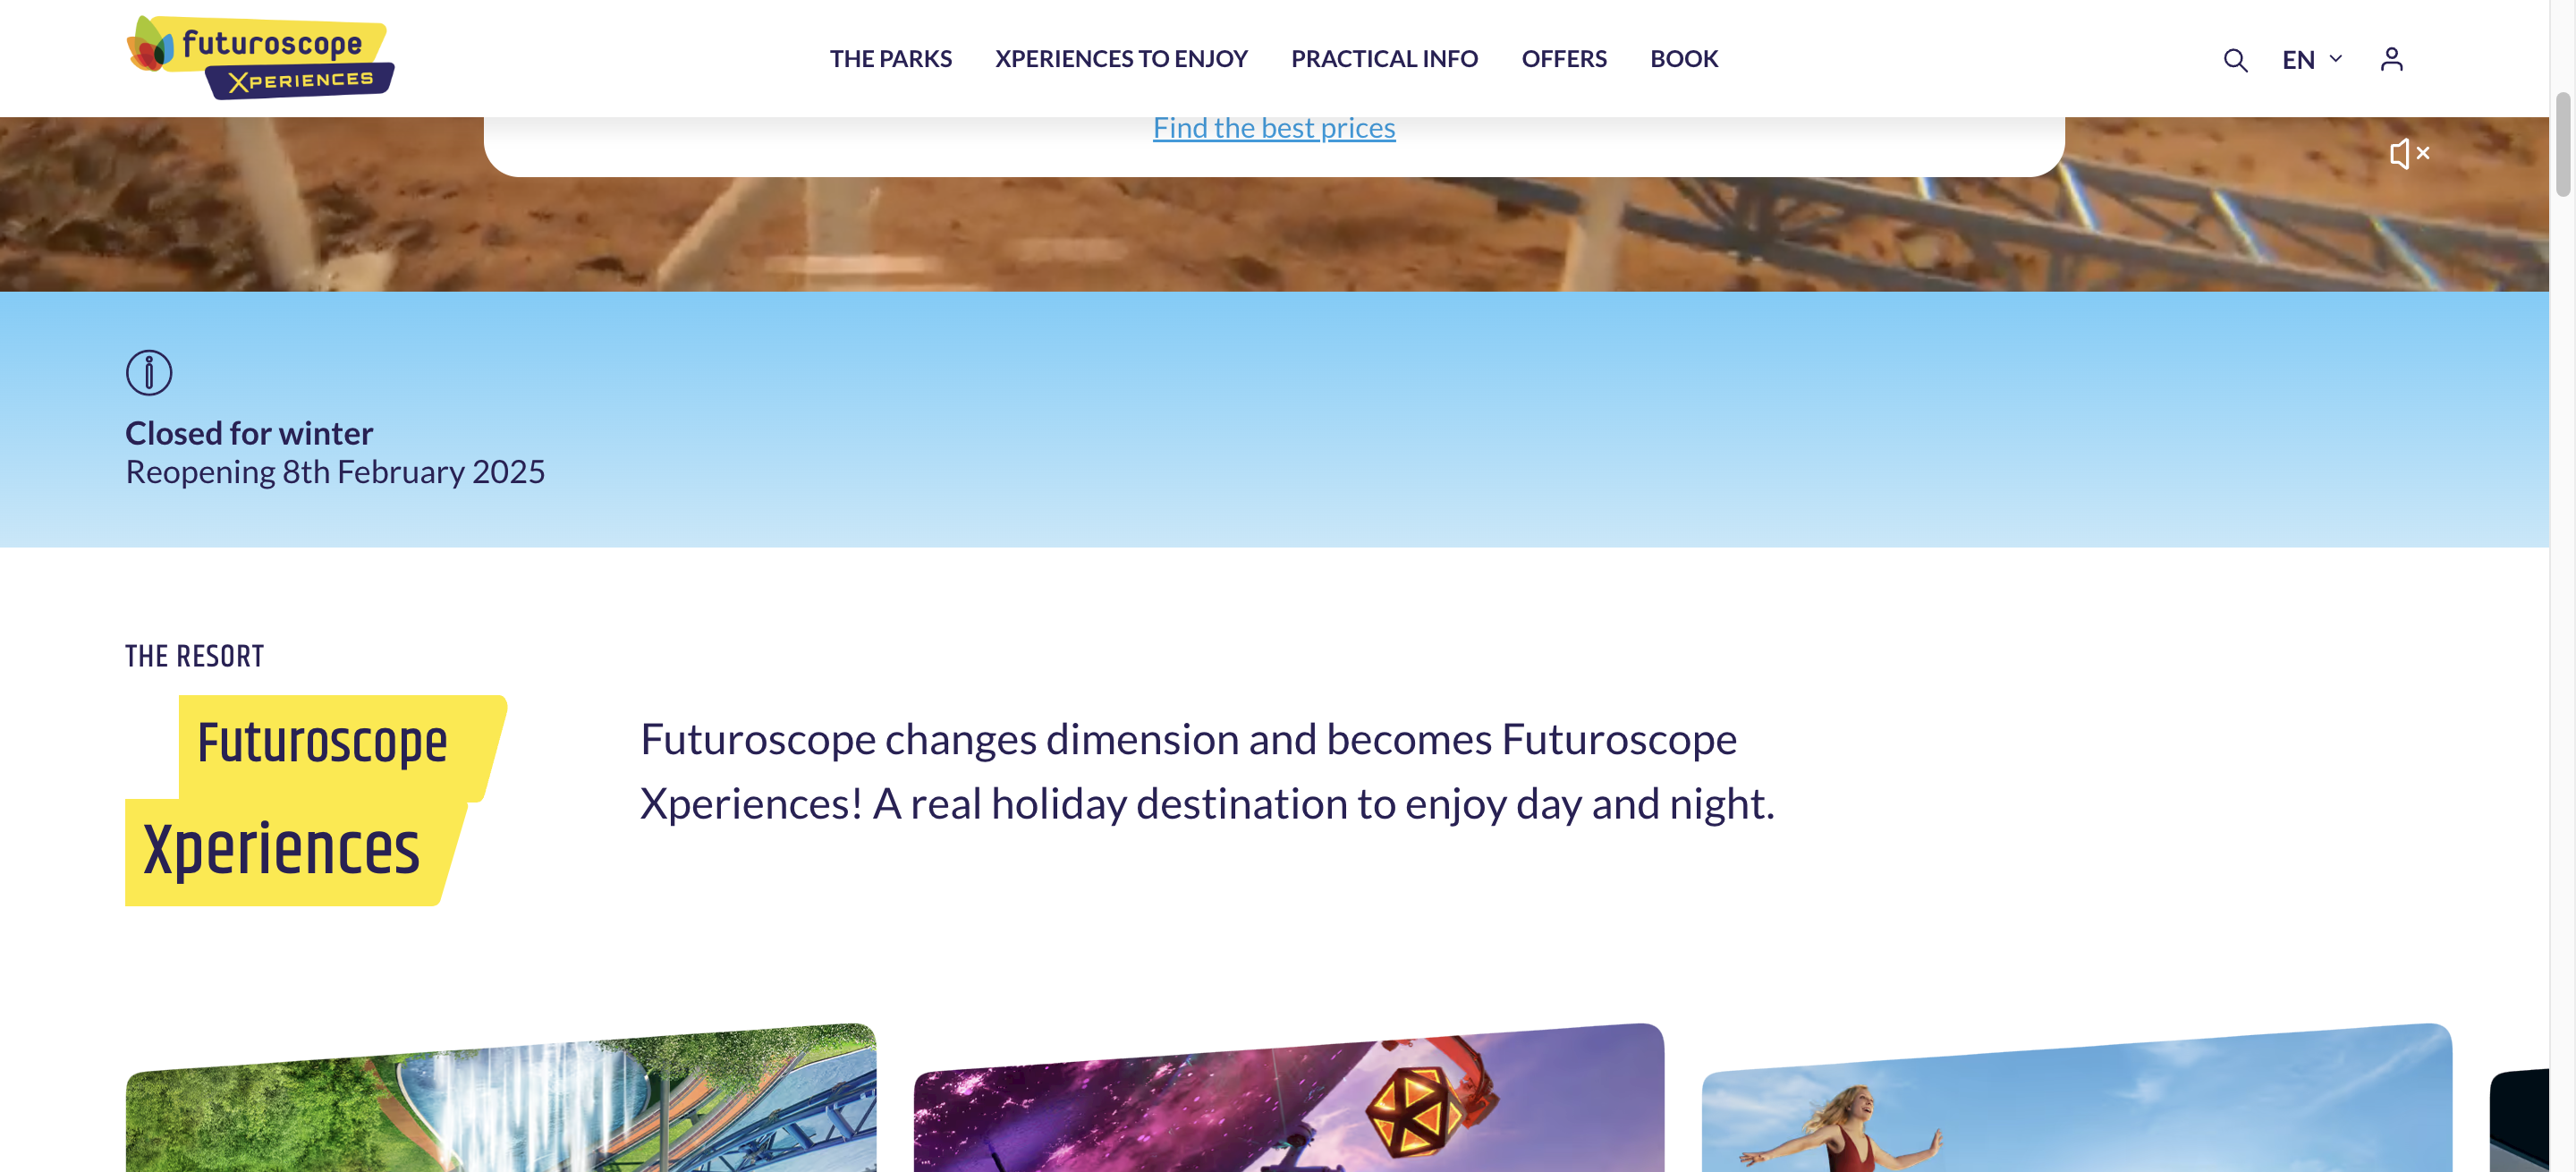 futuroscope
XPERIENCES
THE PARKS
XPERIENCES TO ENJOY
PRACTICAL INFO
OFFERS
BOOK
EN
Find the best prices
Closed for winter
Reopening 8th February 2025
THE RESORT
Futuroscope
Xperiences
Futuroscope changes dimension and becomes Futuroscope
Xperiences! A real holiday destination to enjoy day and night.